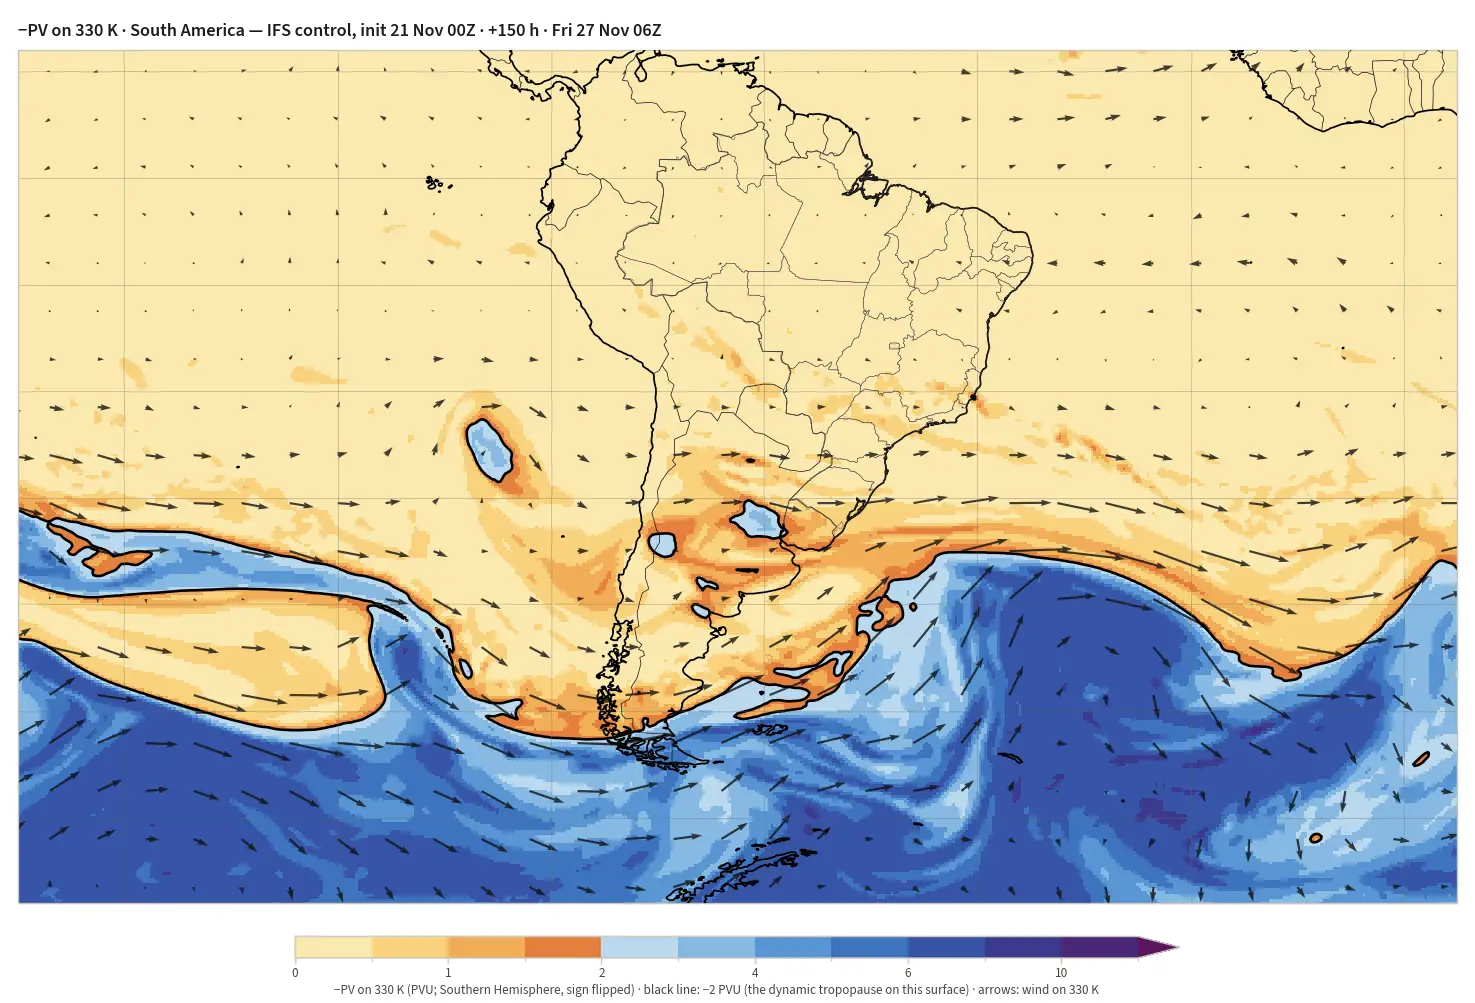 −PV on 330 K · South America — IFS control, init 21 Nov 00Z · +150 h · Fri 27 Nov 06Z
0 1 2 4 6 10
−PV on 330 K (PVU; Southern Hemisphere, sign flipped) · black line: −2 PVU (the dynamic tropopause on this surface) · arrows: wind on 330 K